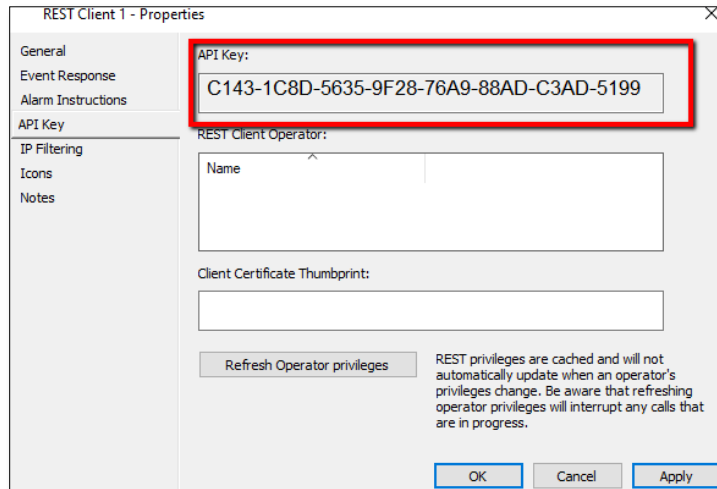 REST Client 1 - Properties
General
Event Response
Alarm Instructions
API Key
IP Filtering
Icons
Notes
API Key:
C143-1C8D-5635-9F28-76A9-88AD-C3AD-5199
REST Client Operator:
Name
Client Certificate Thumbprint:
Refresh Operator privileges
REST privileges are cached and will not
automatically update when an operator's
privileges change. Be aware that refreshing
operator privileges will interrupt any calls that
are in progress.
OK
Cancel
Apply